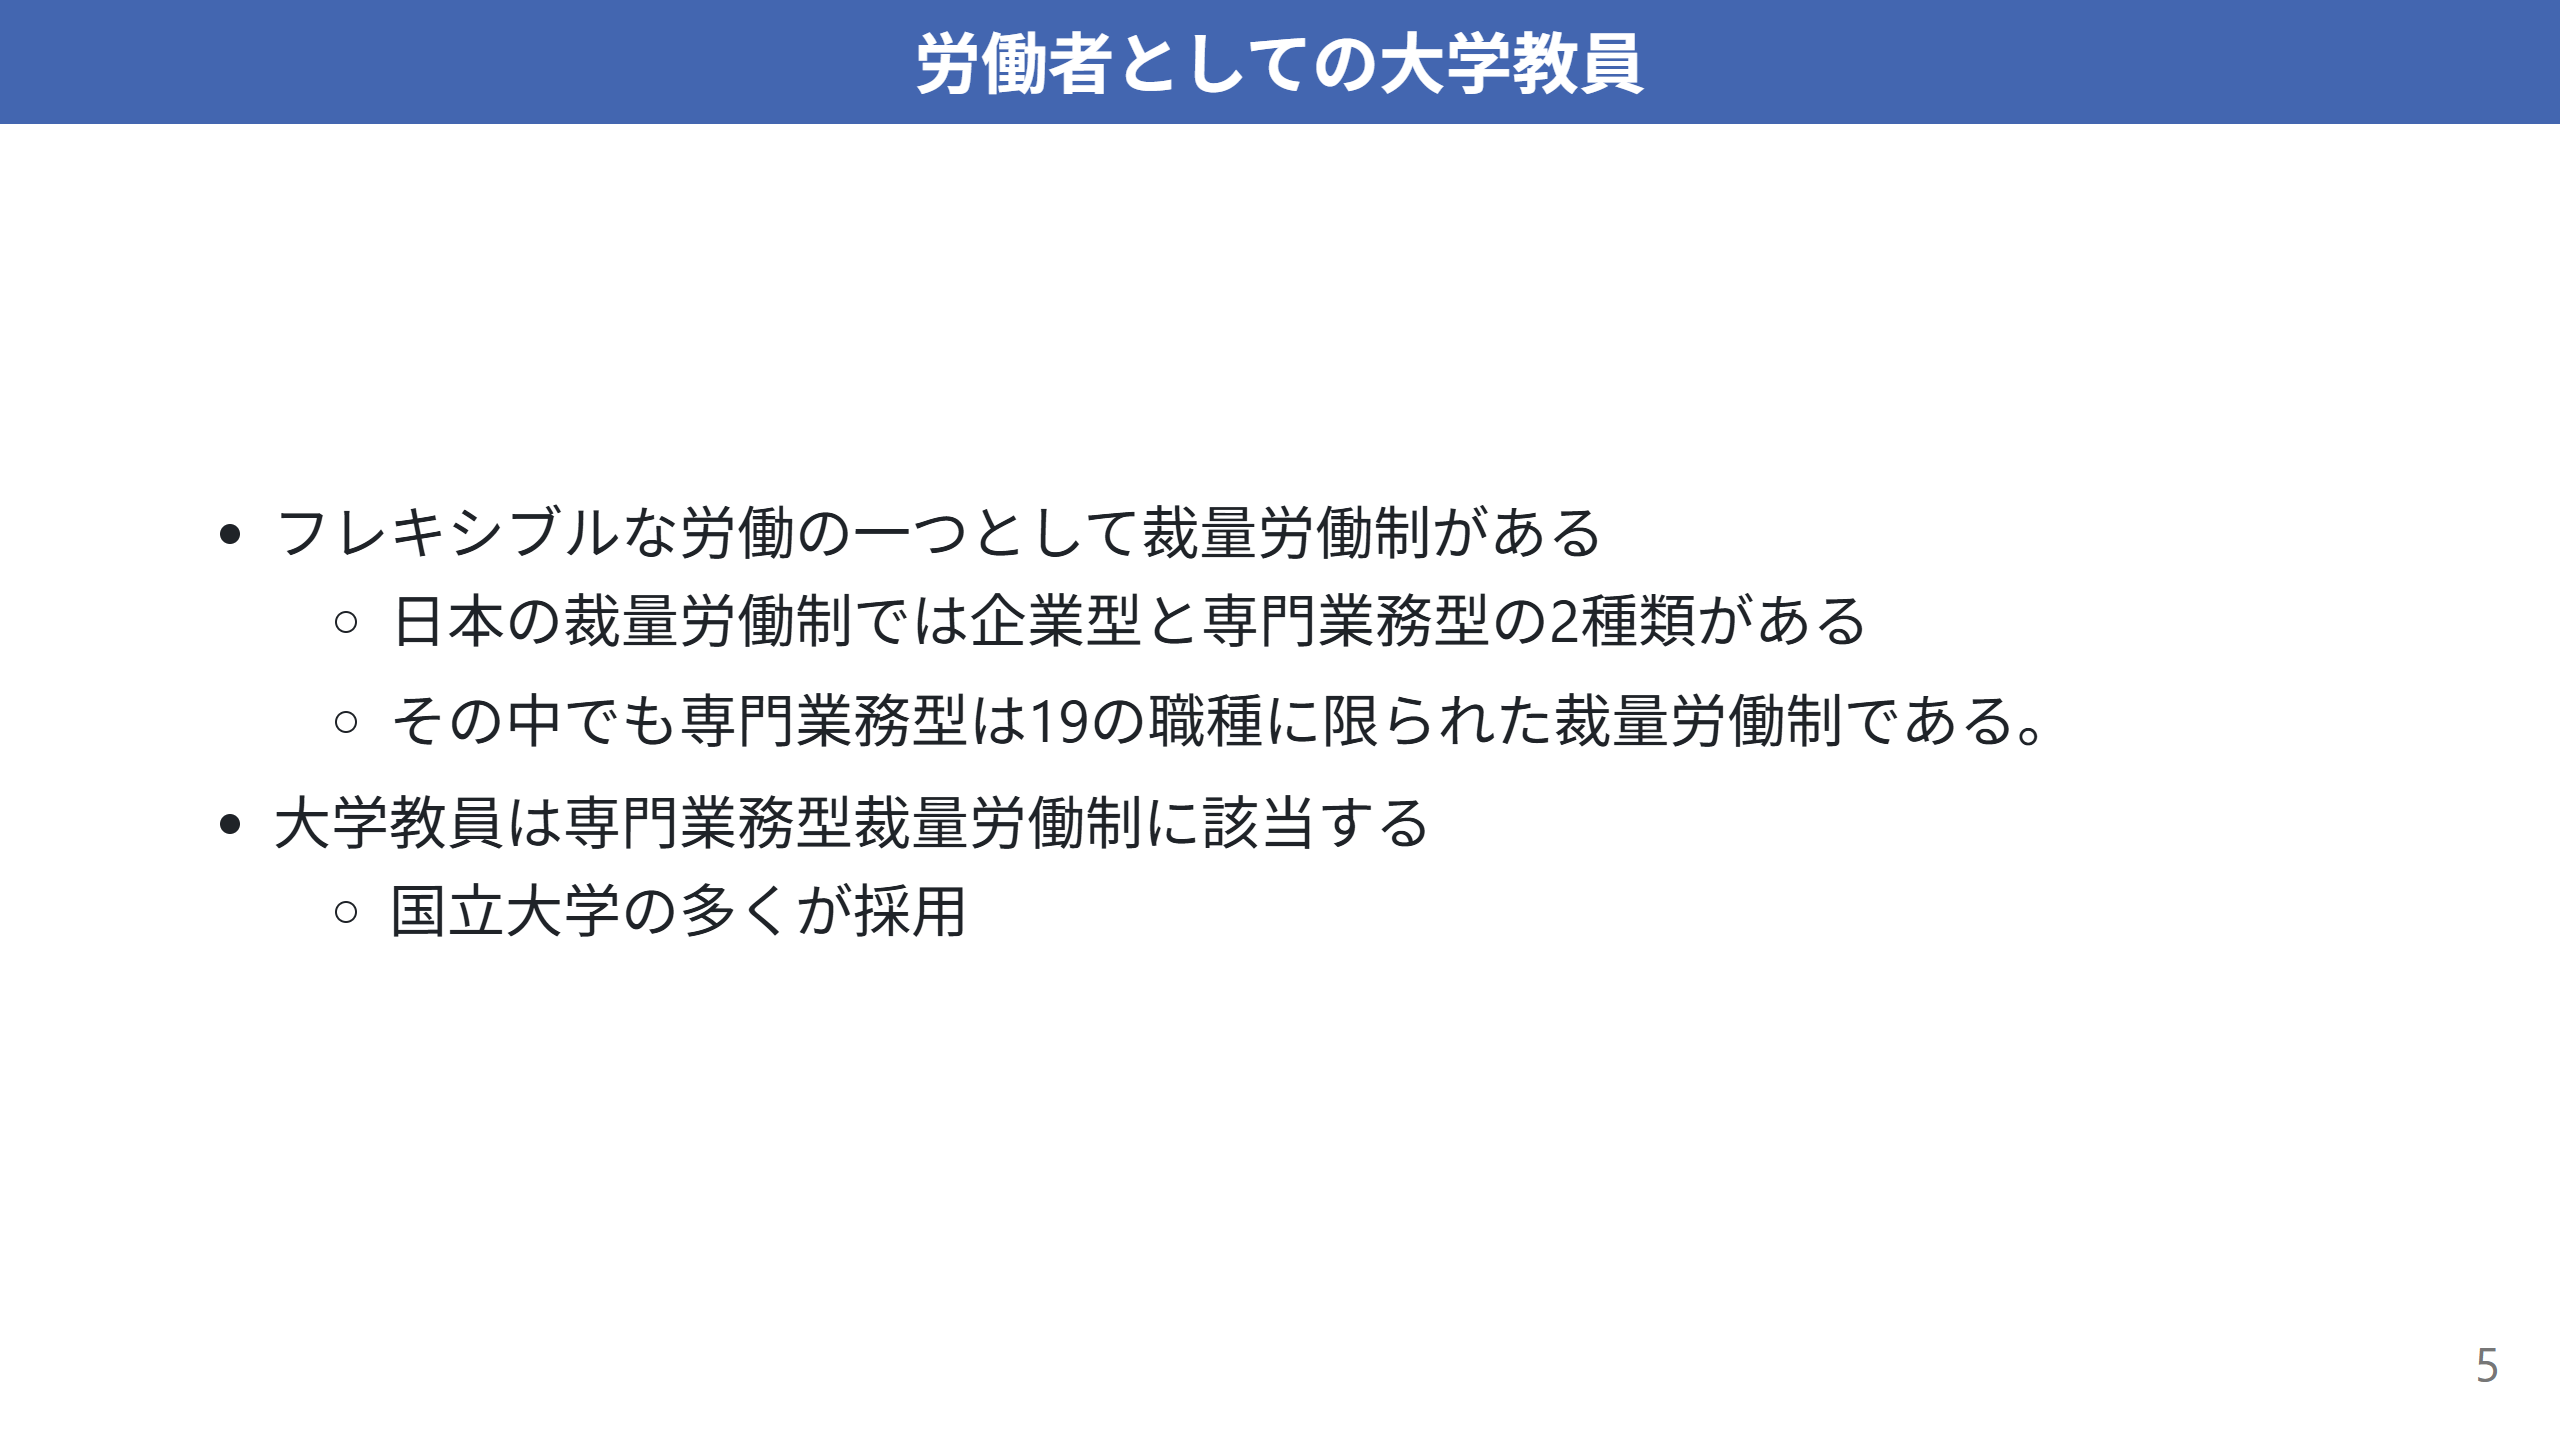 労働者としての大学教員
• フレキシブルな労働の一つとして裁量労働制がある
○ 日本の裁量労働制では企業型と専門業務型の2種類がある
○ その中でも専門業務型は19の職種に限られた裁量労働制である。
• 大学教員は専門業務型裁量労働制に該当する
○ 国立大学の多くが採用
5